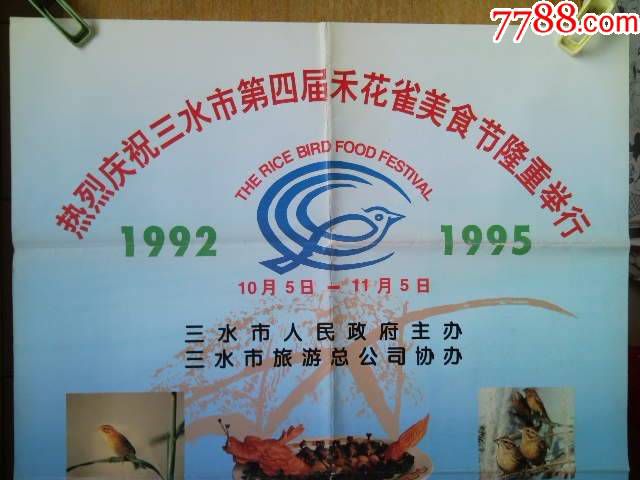 7788.com
热烈庆祝三水市第四届禾花雀美食节隆重举行
THE RICE BIRD FOOD FESTIVAL
1992 1995
10月5日－11月5日
三水市人民政府主办
三水市旅游总公司协办